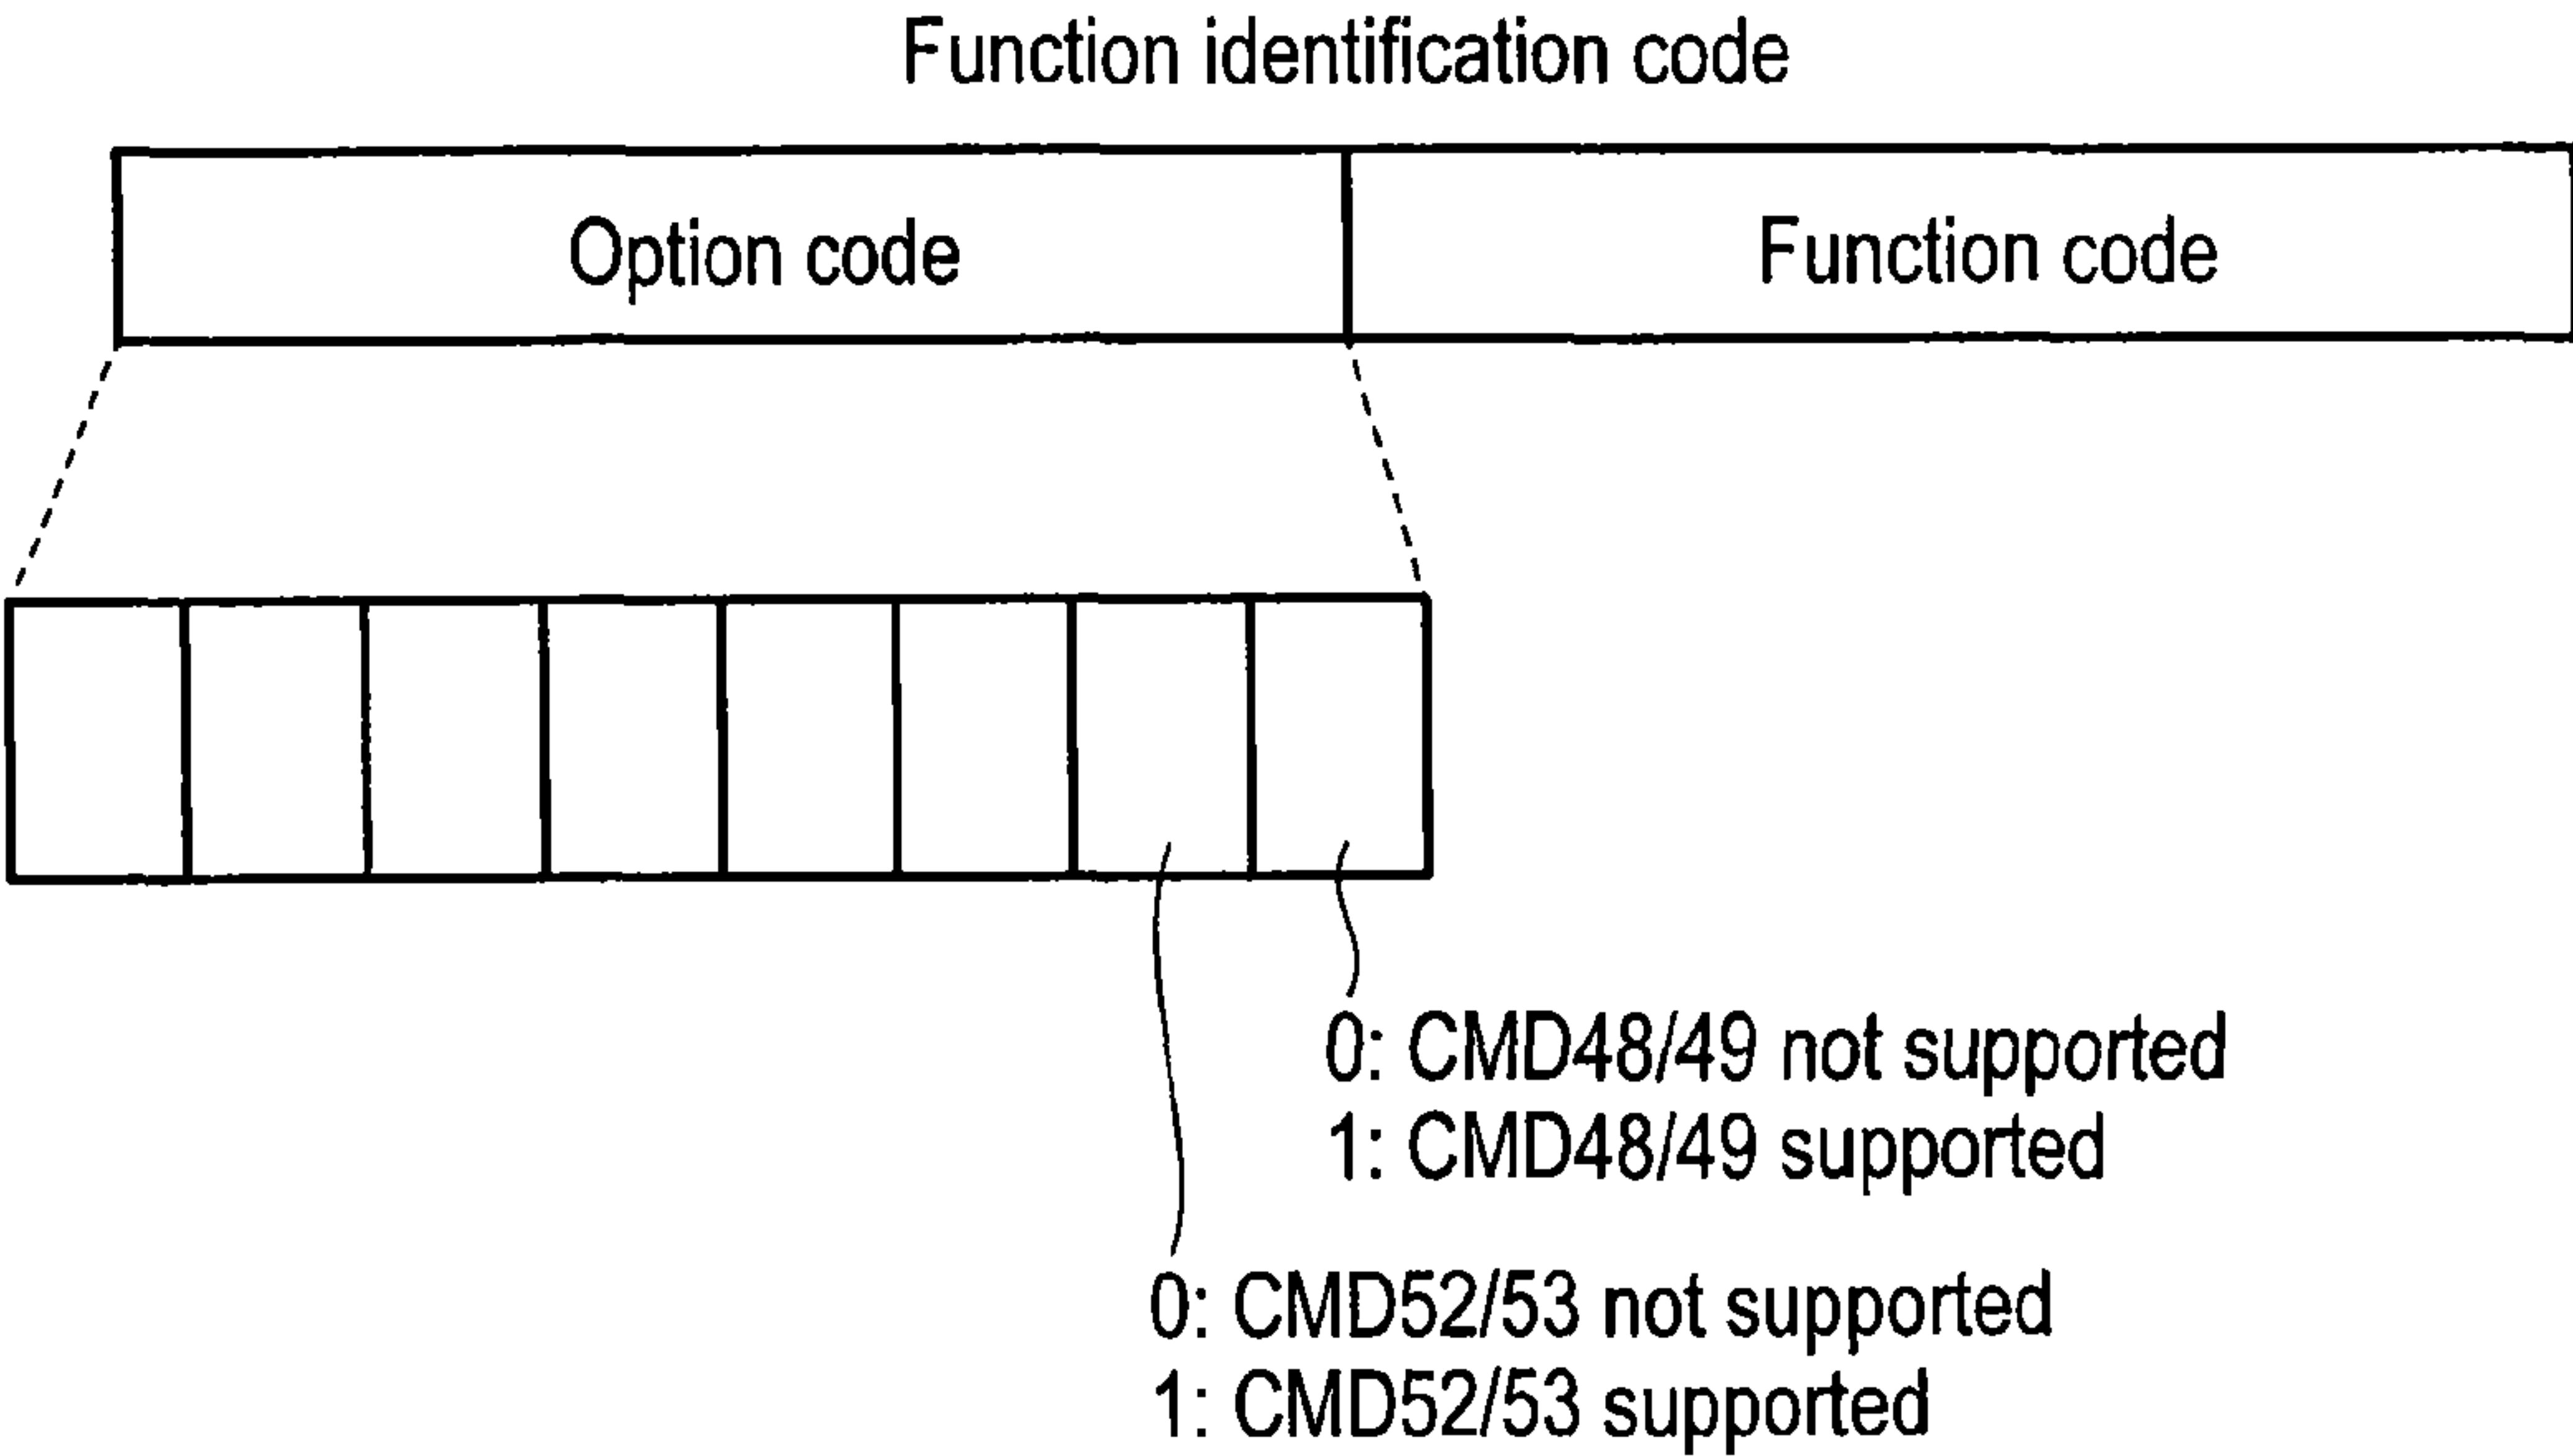 Function identification code
Option code
Function code
0: CMD48/49 not supported
1: CMD48/49 supported
0: CMD52/53 not supported
1: CMD52/53 supported